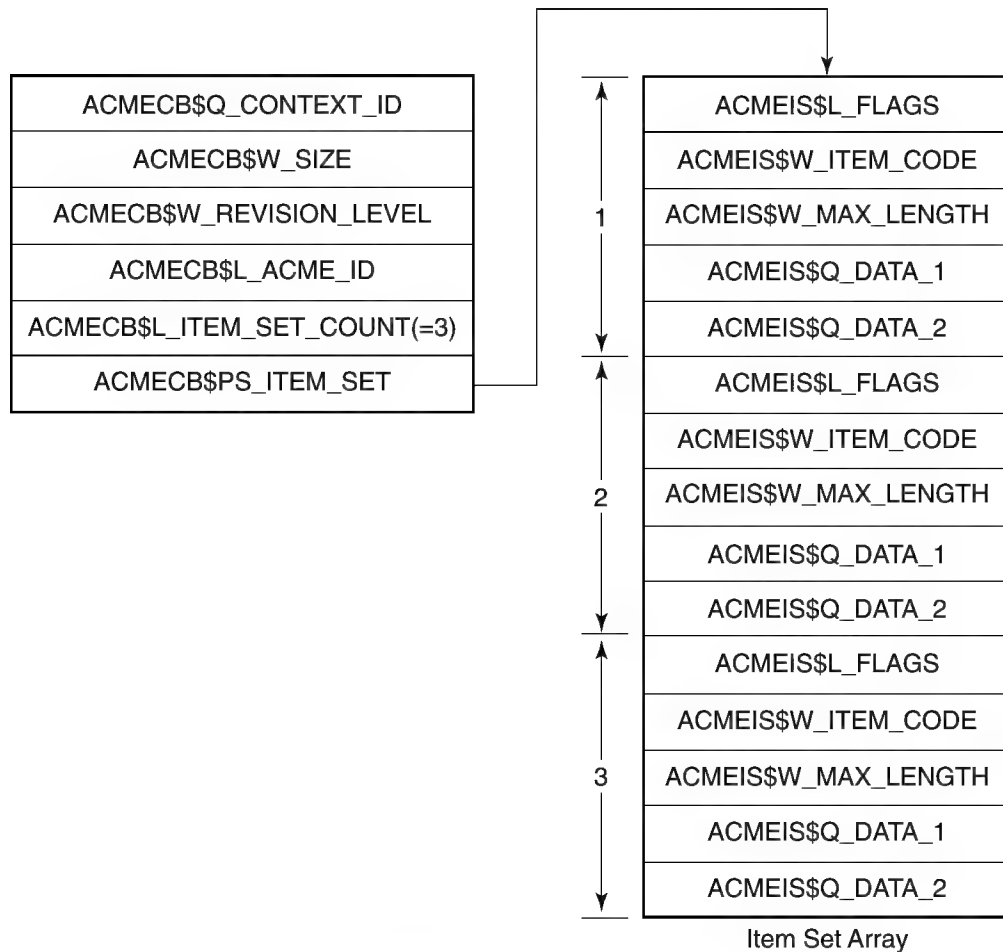 ACMECB$Q_CONTEXT_ID
ACMECB$W_SIZE
ACMECB$W_REVISION_LEVEL
ACMECB$L_ACME_ID
ACMECB$L_ITEM_SET_COUNT(=3)
ACMECB$PS_ITEM_SET
1
ACMEIS$L_FLAGS
ACMEIS$W_ITEM_CODE
ACMEIS$W_MAX_LENGTH
ACMEIS$Q_DATA_1
ACMEIS$Q_DATA_2
2
ACMEIS$L_FLAGS
ACMEIS$W_ITEM_CODE
ACMEIS$W_MAX_LENGTH
ACMEIS$Q_DATA_1
ACMEIS$Q_DATA_2
3
ACMEIS$L_FLAGS
ACMEIS$W_ITEM_CODE
ACMEIS$W_MAX_LENGTH
ACMEIS$Q_DATA_1
ACMEIS$Q_DATA_2
Item Set Array